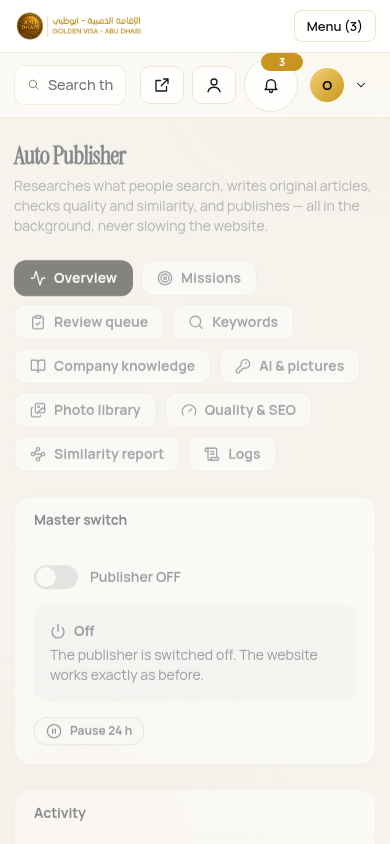 الإقامة الذهبية - أبوظبي
GOLDEN VISA - ABU DHABI
Menu (3)
Search th
3
O
Auto Publisher
Researches what people search, writes original articles,
checks quality and similarity, and publishes — all in the
background, never slowing the website.
Overview
Missions
Review queue
Keywords
Company knowledge
AI & pictures
Photo library
Quality & SEO
Similarity report
Logs
Master switch
Publisher OFF
Off
The publisher is switched off. The website
works exactly as before.
Pause 24 h
Activity